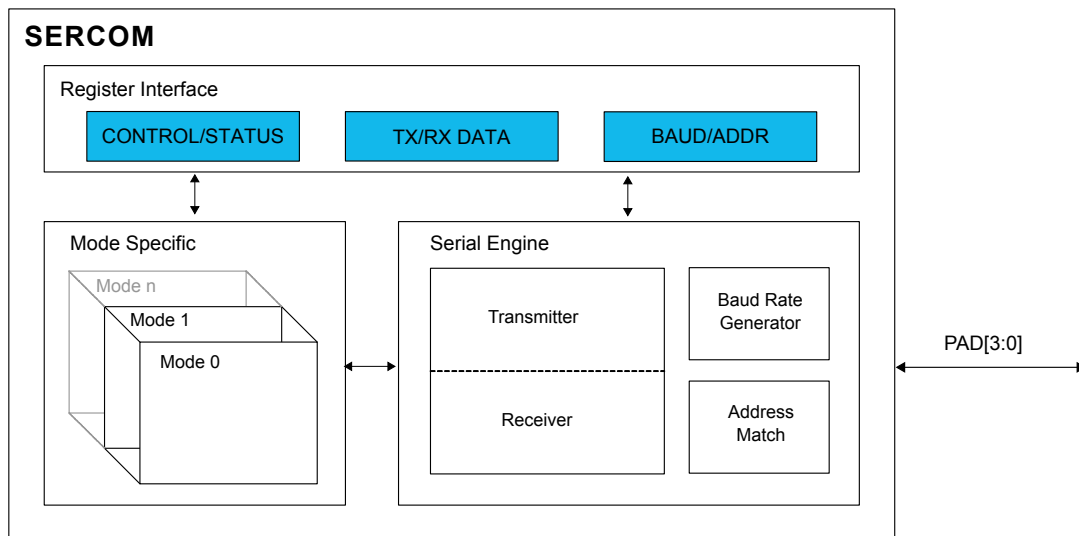 SERCOM
Register Interface
CONTROL/STATUS
TX/RX DATA
BAUD/ADDR
Mode Specific
Mode n
Mode 1
Mode 0
Serial Engine
Transmitter
Receiver
Baud Rate
Generator
Address
Match
PAD[3:0]